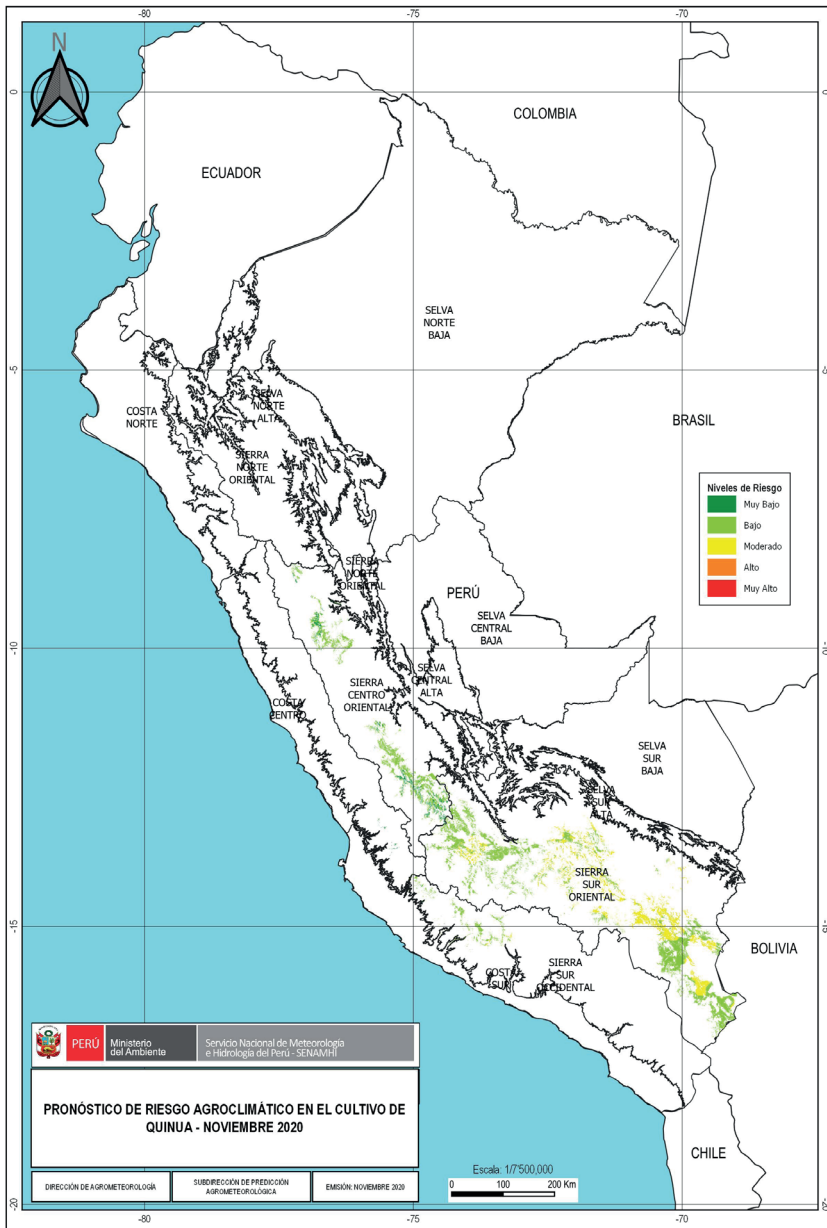 -80
-75
-70
N
0
COLOMBIA
ECUADOR
SELVA
NORTE
BAJA
-5
COSTA
NORTE
SELVA
NORTE
ALTA
BRASIL
SIERRA
NORTE
ORIENTAL
Niveles de Riesgo
Muy Bajo
Bajo
Moderado
Alto
Muy Alto
SIERRA
NORTE
ORIENTAL
PERÚ
SELVA
CENTRAL
BAJA
-10
SELVA
CENTRAL
ALTA
SIERRA
CENTRO
ORIENTAL
COSTA
CENTRO
SELVA
SUR
BAJA
SELVA
SUR
ALTA
SIERRA
SUR
ORIENTAL
-15
BOLIVIA
COSTA
SUR
SIERRA
SUR
OCCIDENTAL
PERÚ
Ministerio
del Ambiente
Servicio Nacional de Meteorología
e Hidrología del Perú - SENAMHI
PRONÓSTICO DE RIESGO AGROCLIMÁTICO EN EL CULTIVO DE
QUINUA - NOVIEMBRE 2020
DIRECCIÓN DE AGROMETEOROLOGÍA
SUBDIRECCIÓN DE PREDICCIÓN
AGROMETEOROLÓGICA
EMISIÓN: NOVIEMBRE 2020
Escala: 1/7'500,000
0 100 200 Km
CHILE
-20
-80
-75
-70